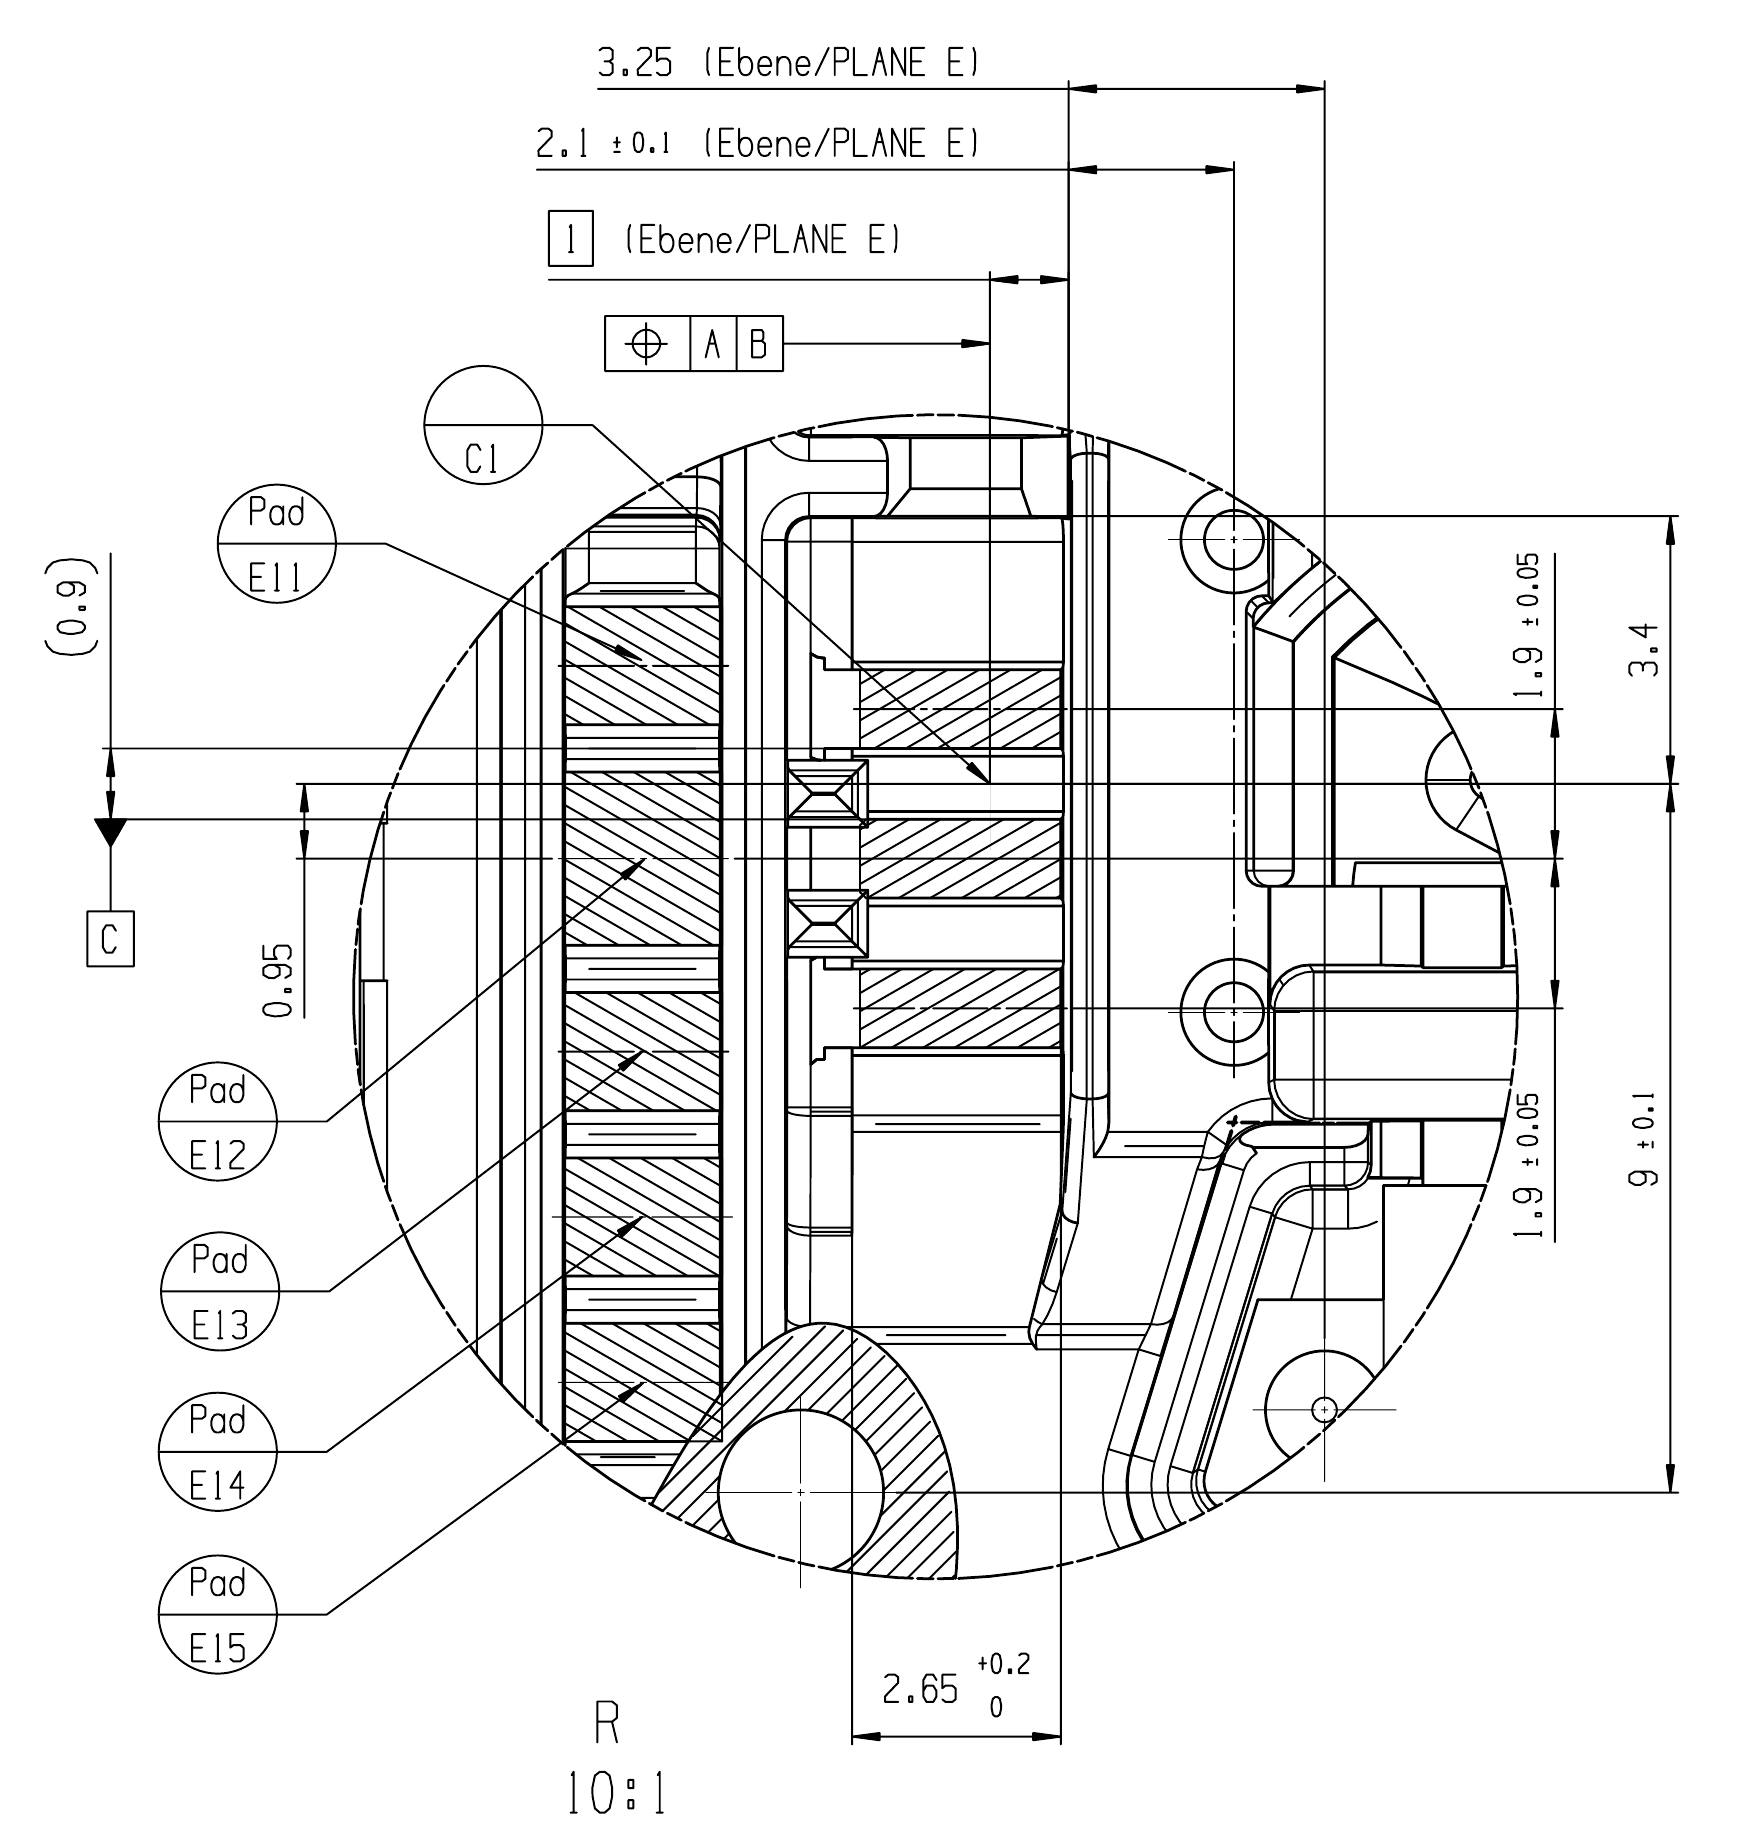 3.25 (Ebene/PLANE E)
2.1 ±0.1 (Ebene/PLANE E)
1 (Ebene/PLANE E)
⌖ A B
C1
Pad
E11
(0.9)
1.9 ±0.05
3.4
C
0.95
Pad
E12
1.9 ±0.05
9 ±0.1
Pad
E13
Pad
E14
Pad
E15
2.65 +0.2
0
R
10:1